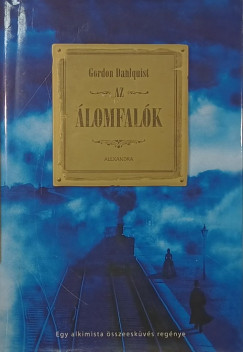 Gordon Dahlquist
AZ
ÁLOMFALÓK
ALEXANDRA
Egy alkimista összeesküvés regénye